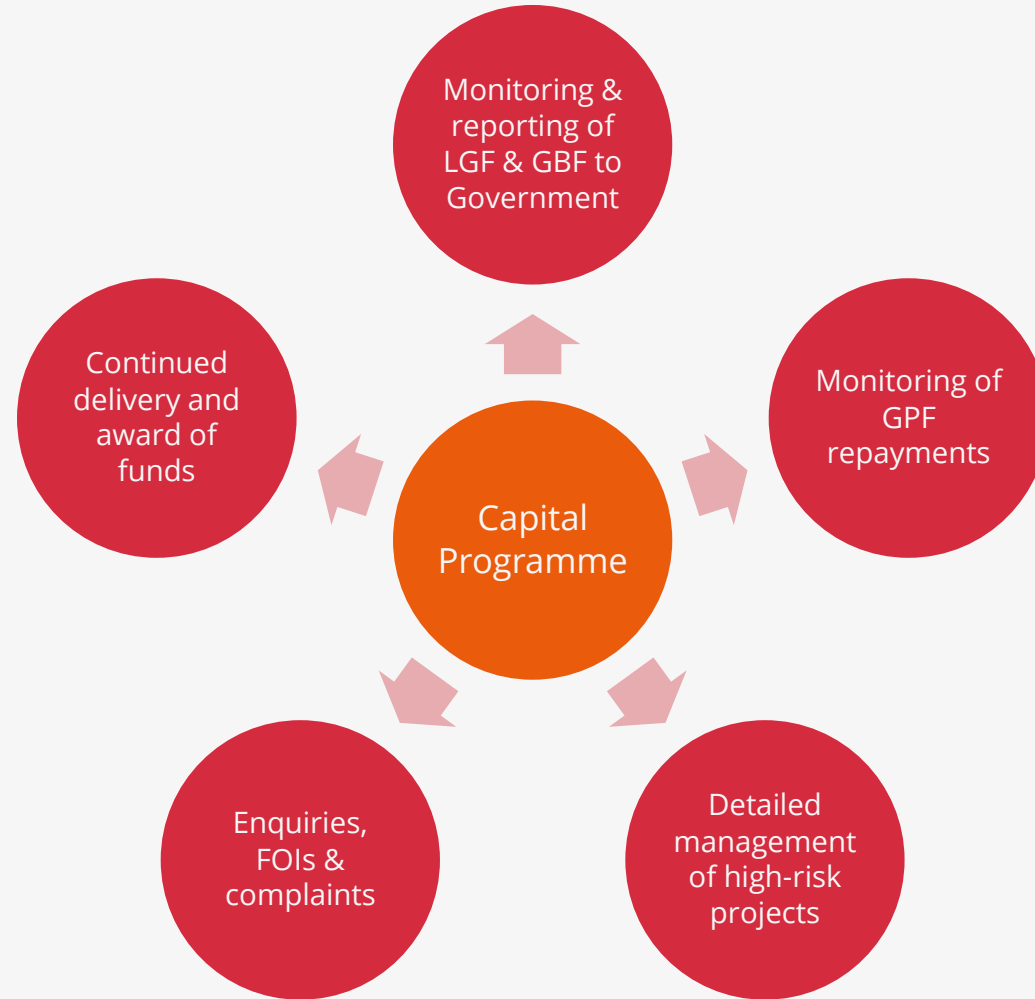 Monitoring &
reporting of
LGF & GBF to
Government
Continued
delivery and
award of
funds
Monitoring of
GPF
repayments
Capital
Programme
Enquiries,
FOIs &
complaints
Detailed
management
of high-risk
projects